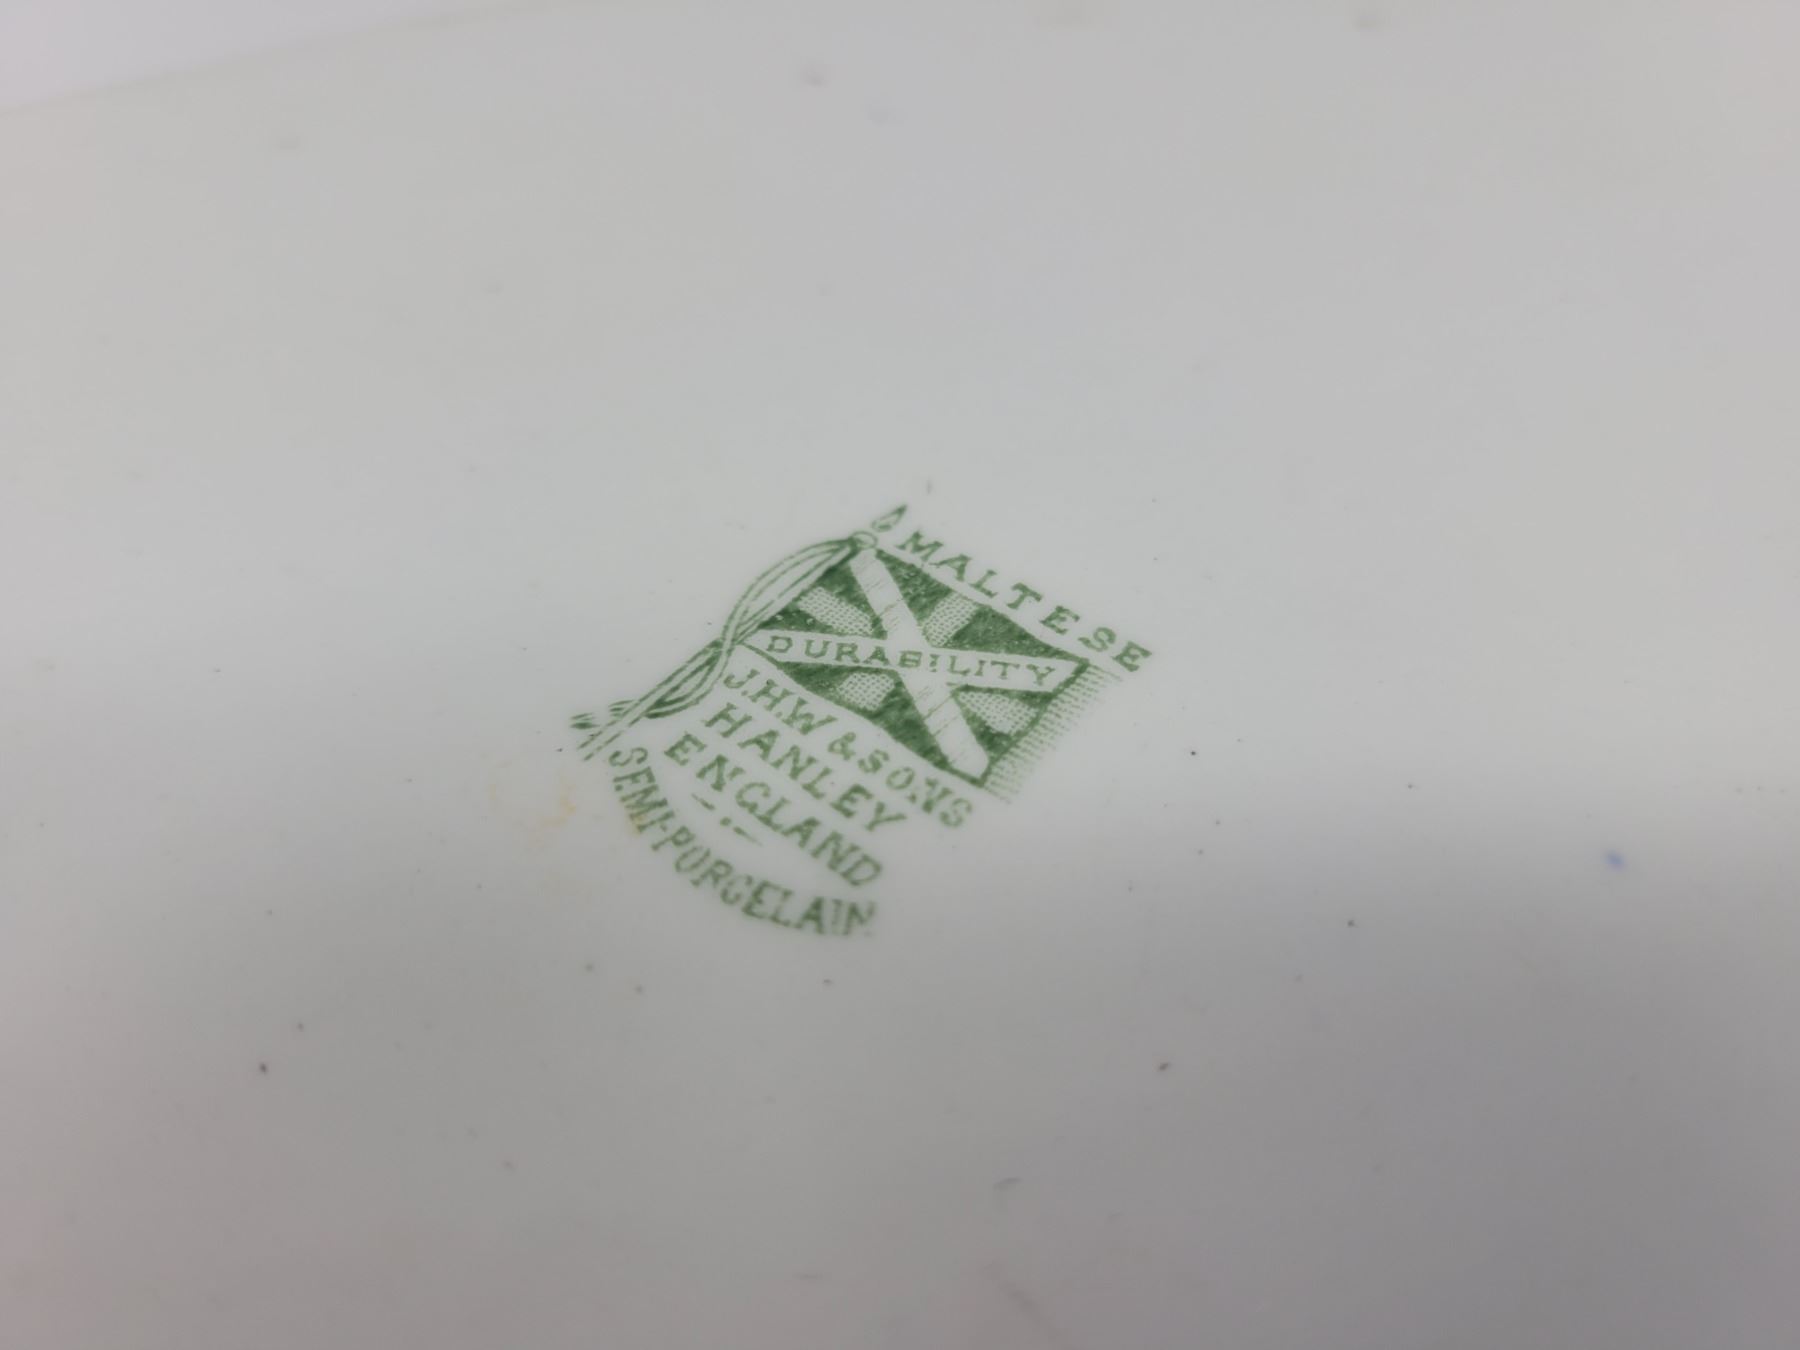 MALTESE
DURABILITY
J.H.W & SONS
HANLEY
ENGLAND
SEMI-PORCELAIN